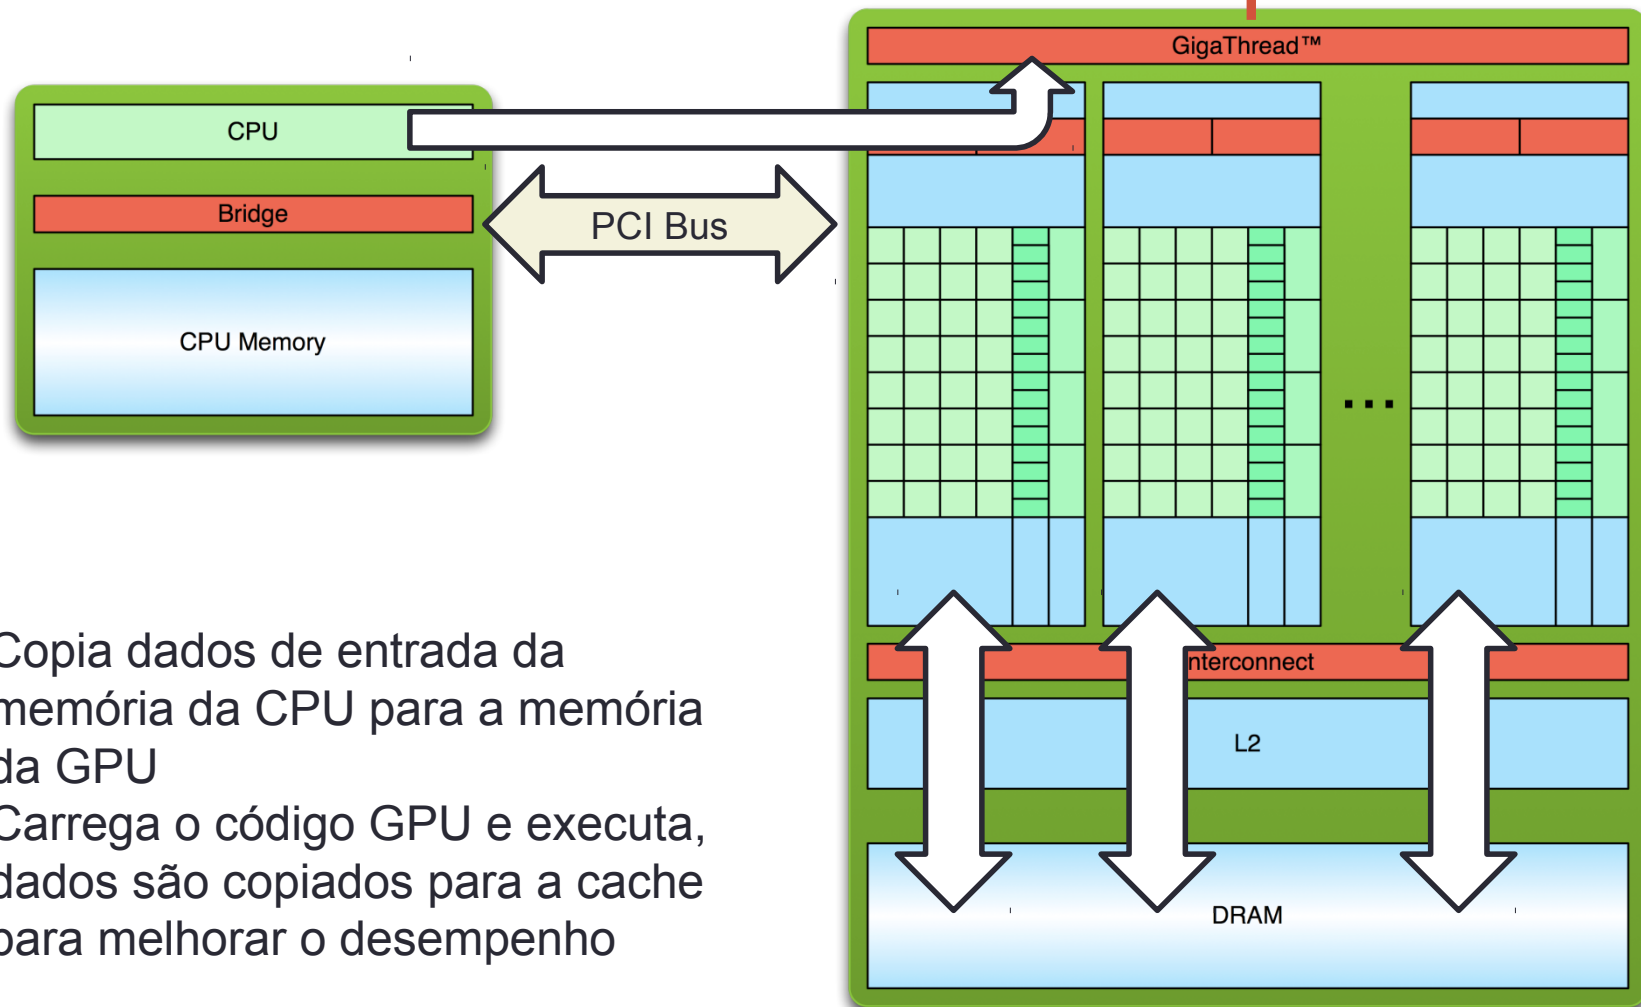 GigaThread™
CPU
Bridge
PCI Bus
CPU Memory
...
Copia dados de entrada da
memória da CPU para a memória
da GPU
Carrega o código GPU e executa,
dados são copiados para a cache
para melhorar o desempenho
nterconnect
L2
DRAM